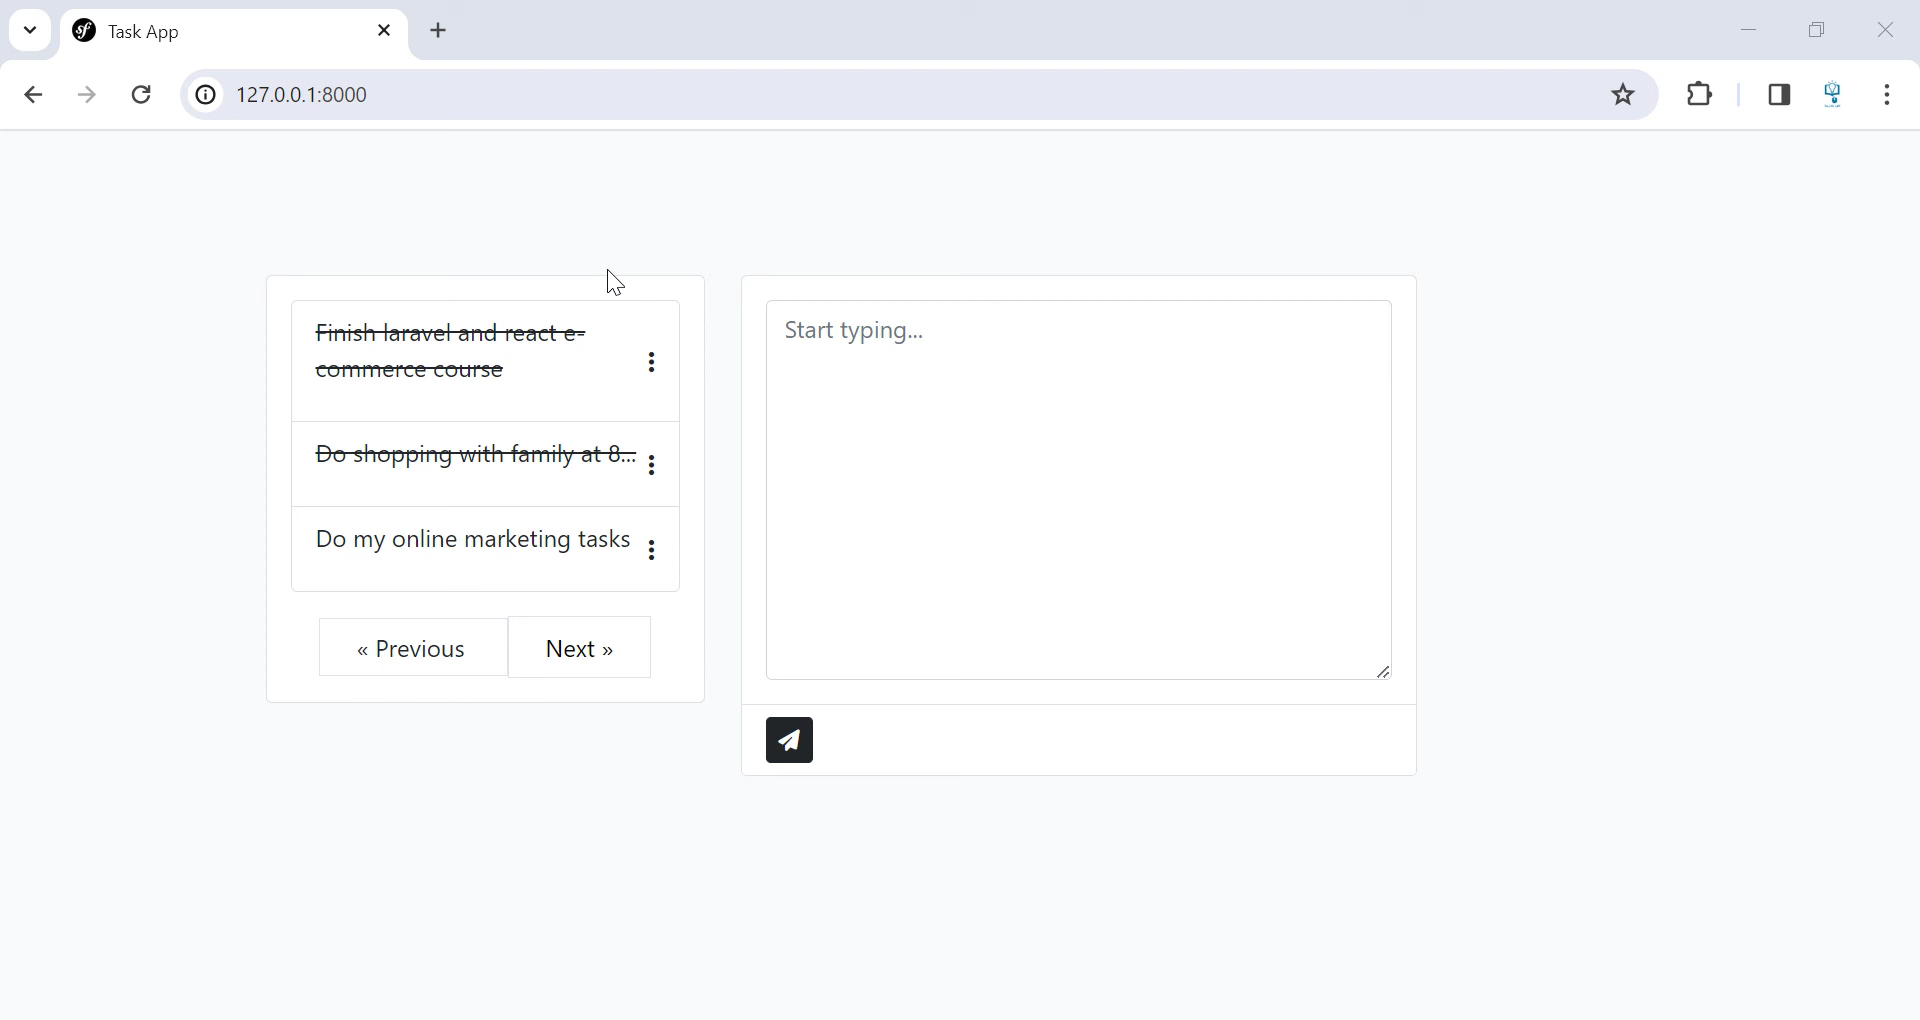 Task App
127.0.0.1:8000
Finish laravel and react e-
commerce course
Start typing...
Do shopping with family at 8...
Do my online marketing tasks
« Previous
Next »